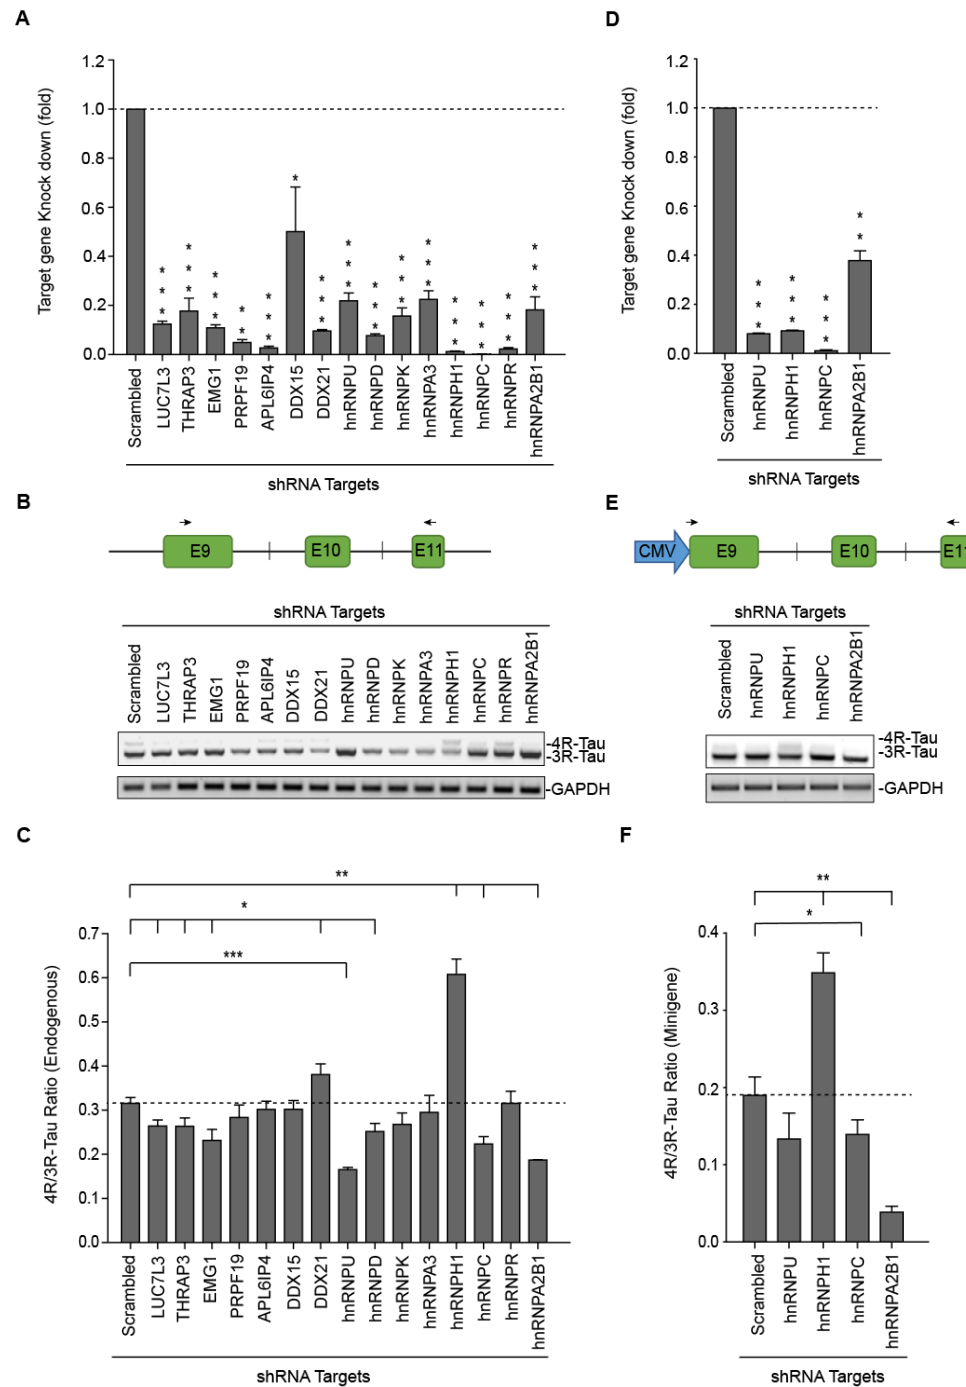 A
Target gene Knock down (fold)
1.2
1.0
0.8
0.6
0.4
0.2
0.0
*
* * *
* * *
* * *
* *
* * *
*
* * *
* * *
* * *
* * *
* * *
* * *
* * *
* *
* * *
Scrambled
LUC7L3
THRAP3
EMG1
PRPF19
APL6IP4
DDX15
DDX21
hnRNPU
hnRNPD
hnRNPK
hnRNPA3
hnRNPH1
hnRNPC
hnRNPR
hnRNPA2B1
shRNA Targets
D
Target gene Knock down (fold)
1.2
1.0
0.8
0.6
0.4
0.2
0.0
* * *
* * *
* * *
* *
Scrambled
hnRNPU
hnRNPH1
hnRNPC
hnRNPA2B1
shRNA Targets
B
E9
E10
E11
shRNA Targets
Scrambled
LUC7L3
THRAP3
EMG1
PRPF19
APL6IP4
DDX15
DDX21
hnRNPU
hnRNPD
hnRNPK
hnRNPA3
hnRNPH1
hnRNPC
hnRNPR
hnRNPA2B1
-4R-Tau
-3R-Tau
-GAPDH
E
CMV
E9
E10
E11
shRNA Targets
Scrambled
hnRNPU
hnRNPH1
hnRNPC
hnRNPA2B1
-4R-Tau
-3R-Tau
-GAPDH
C
4R/3R-Tau Ratio (Endogenous)
**
*
***
0.7
0.6
0.5
0.4
0.3
0.2
0.1
0.0
Scrambled
LUC7L3
THRAP3
EMG1
PRPF19
APL6IP4
DDX15
DDX21
hnRNPU
hnRNPD
hnRNPK
hnRNPA3
hnRNPH1
hnRNPC
hnRNPR
hnRNPA2B1
shRNA Targets
F
4R/3R-Tau Ratio (Minigene)
**
*
0.4
0.3
0.2
0.1
0.0
Scrambled
hnRNPU
hnRNPH1
hnRNPC
hnRNPA2B1
shRNA Targets